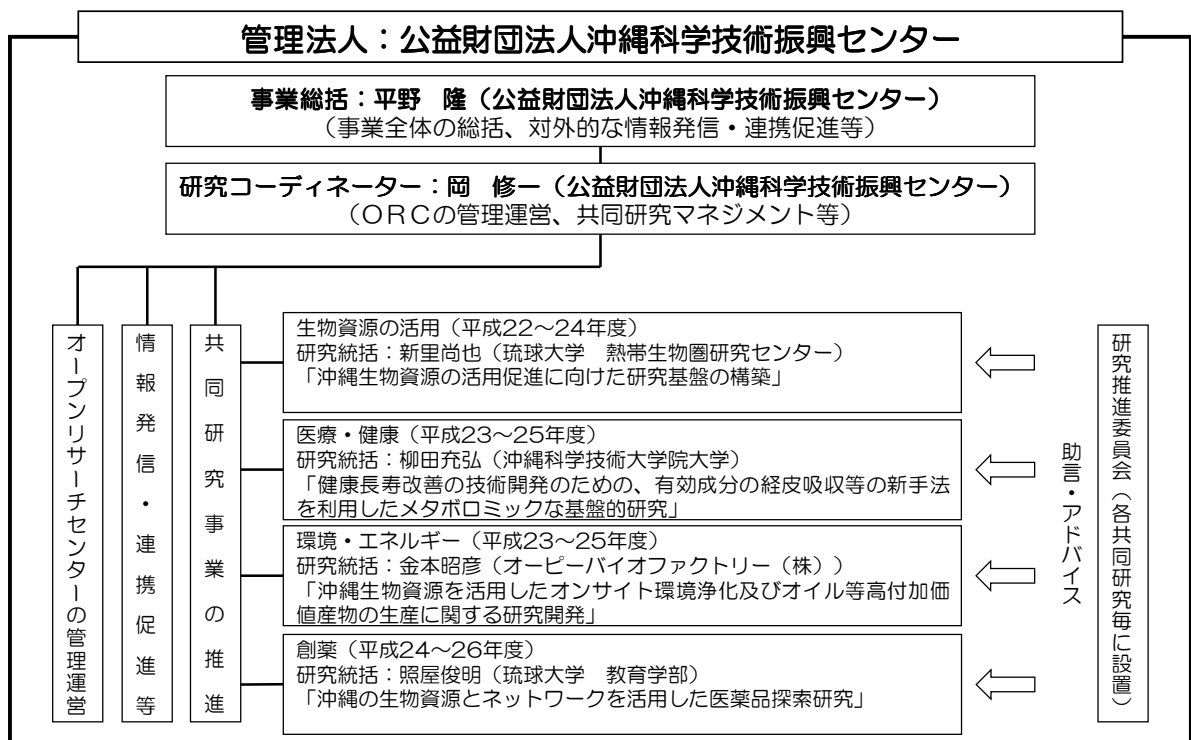 管理法人：公益財団法人沖縄科学技術振興センター
事業総括：平野　隆（公益財団法人沖縄科学技術振興センター）
（事業全体の総括、対外的な情報発信・連携促進等）
研究コーディネーター：岡　修一（公益財団法人沖縄科学技術振興センター）
（ＯＲＣの管理運営、共同研究マネジメント等）
オープンリサーチセンターの管理運営
情報発信・連携促進等
共同研究事業の推進
生物資源の活用（平成22～24年度）
研究統括：新里尚也（琉球大学　熱帯生物圏研究センター）
「沖縄生物資源の活用促進に向けた研究基盤の構築」
医療・健康（平成23～25年度）
研究統括：柳田充弘（沖縄科学技術大学院大学）
「健康長寿改善の技術開発のための、有効成分の経皮吸収等の新手法
を利用したメタボロミックな基盤的研究」
環境・エネルギー（平成23～25年度）
研究統括：金本昭彦（オーピーバイオファクトリー（株））
「沖縄生物資源を活用したオンサイト環境浄化及びオイル等高付加価
値産物の生産に関する研究開発」
創薬（平成24～26年度）
研究統括：照屋俊明（琉球大学　教育学部）
「沖縄の生物資源とネットワークを活用した医薬品探索研究」
助言・アドバイス
研究推進委員会（各共同研究毎に設置）